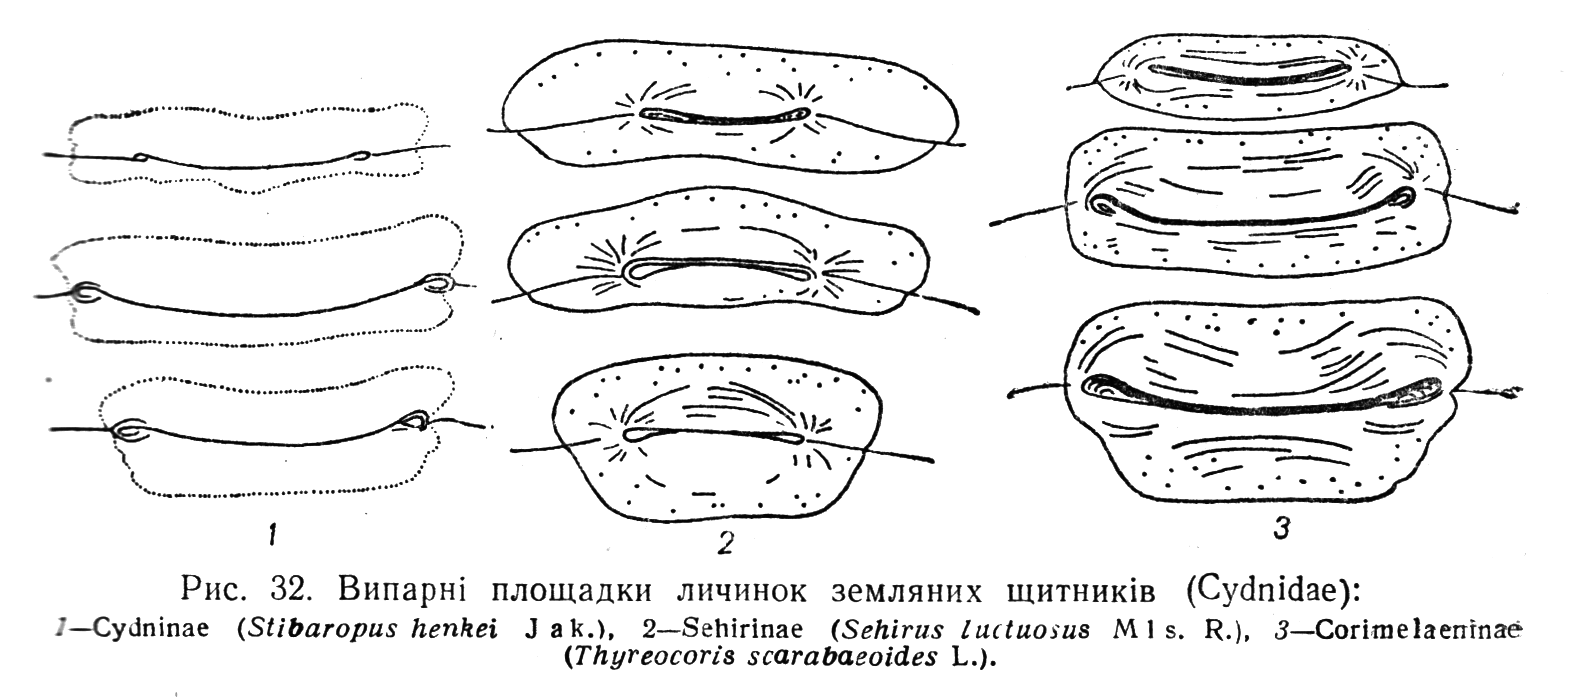 1
2
3
Рис. 32. Випарні площадки личинок земляних щитників (Cydnidae):
1—Cydninae (Stibaropus henkei Jak.), 2—Sehirinae (Sehirus luctuosus Mls. R.), 3—Corimelaeninae
(Thyreocoris scarabaeoides L.).